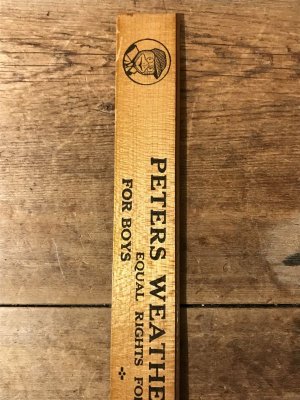 PETERS WEATHE
EQUAL RIGHTS FO
FOR BOYS